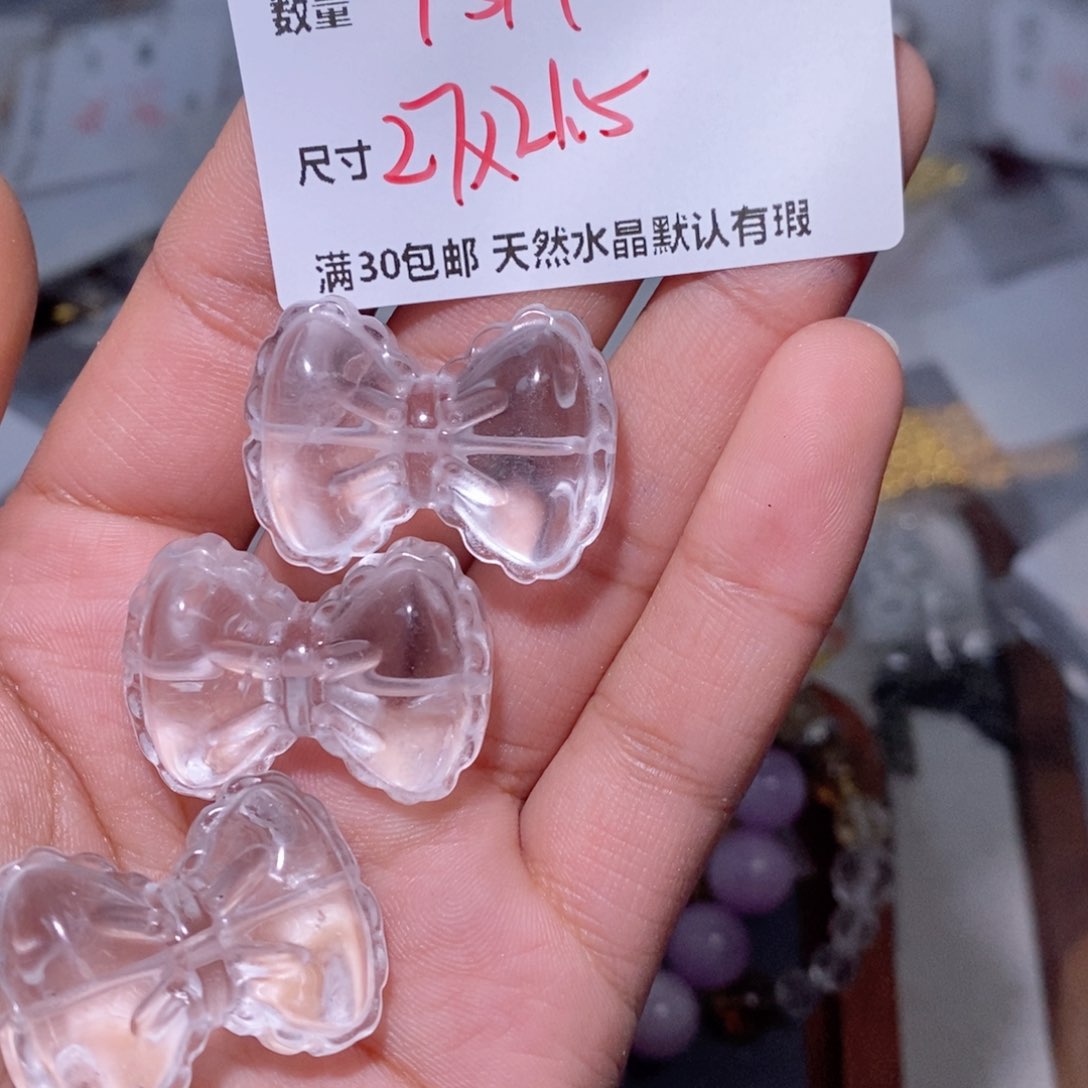 数量
尺寸 27x21.5
满30包邮 天然水晶默认有瑕